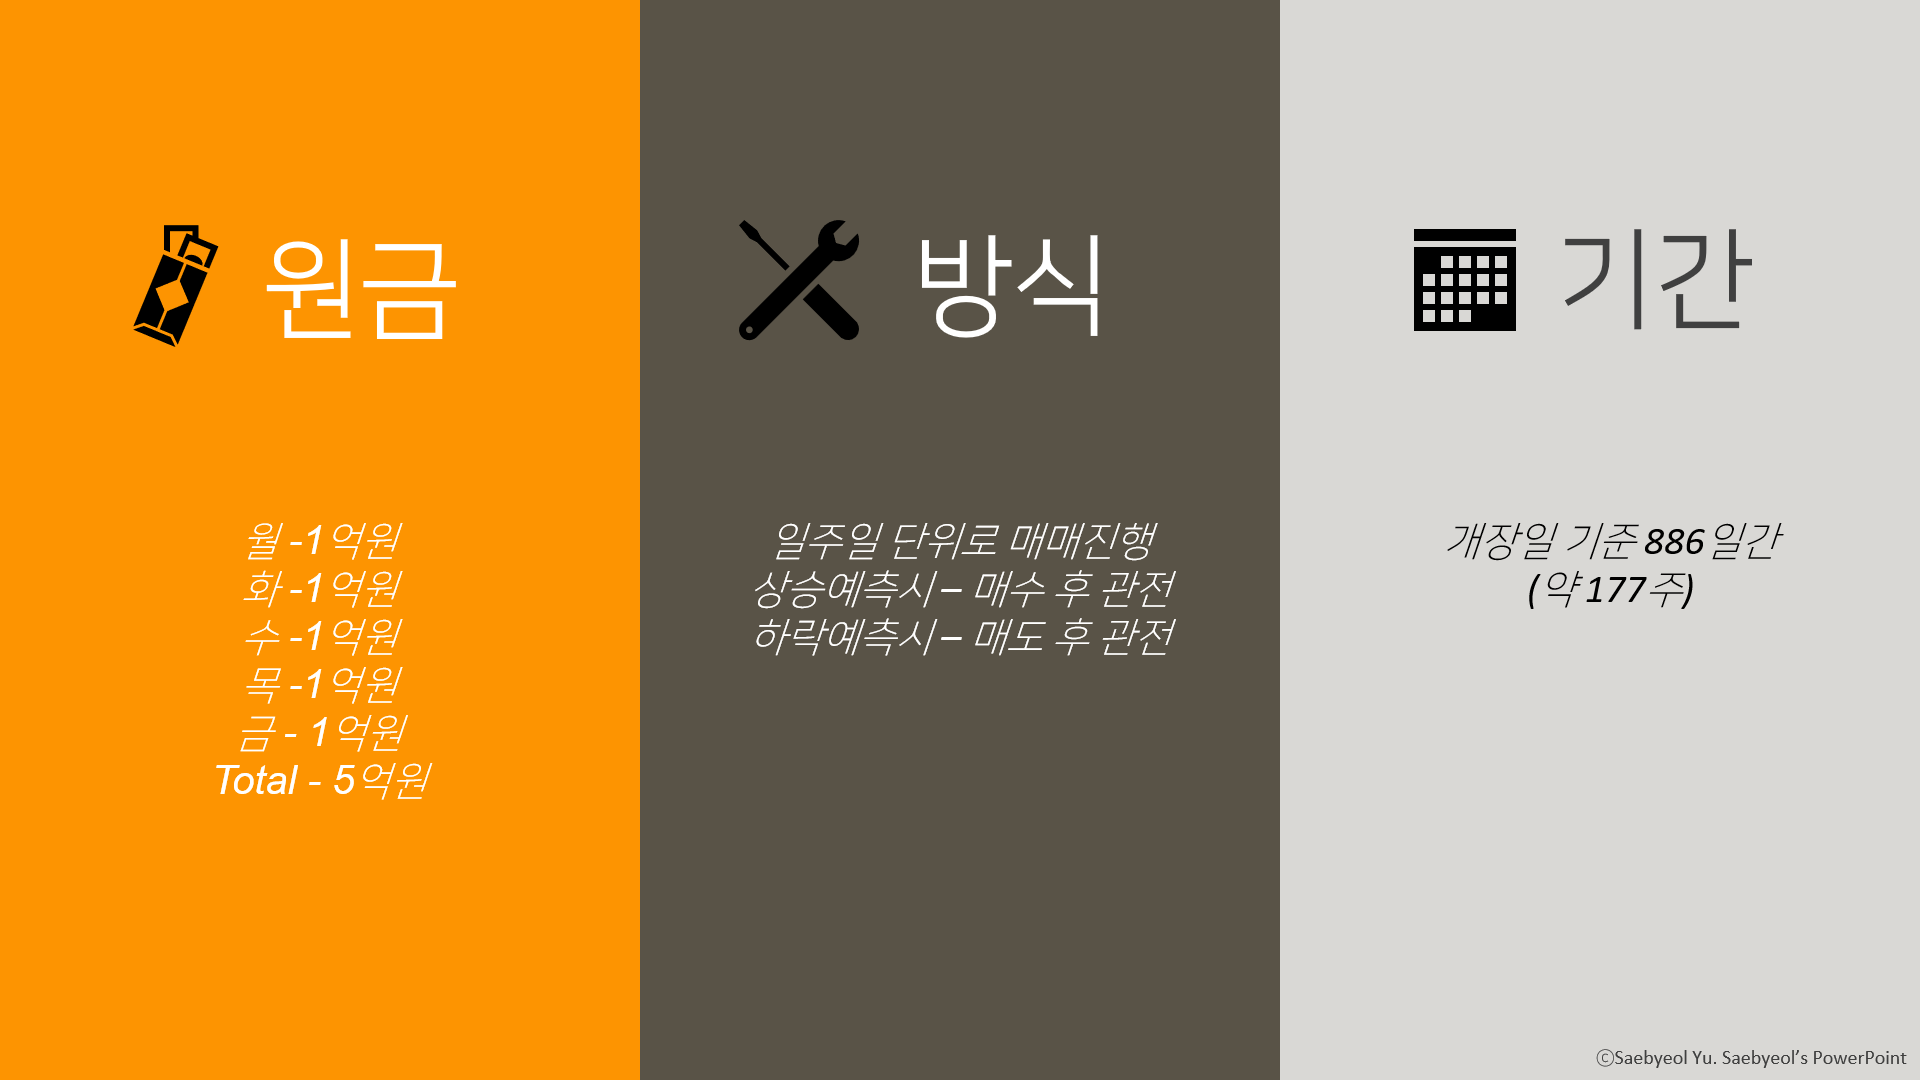 원금
월 -1억원
화 -1억원
수 -1억원
목 -1억원
금 - 1억원
Total - 5억원
방식
일주일 단위로 매매진행
상승예측시 – 매수 후 관전
하락예측시 – 매도 후 관전
기간
개장일 기준 886일간
(약 177주)
ⓒSaebyeol Yu. Saebyeol’s PowerPoint